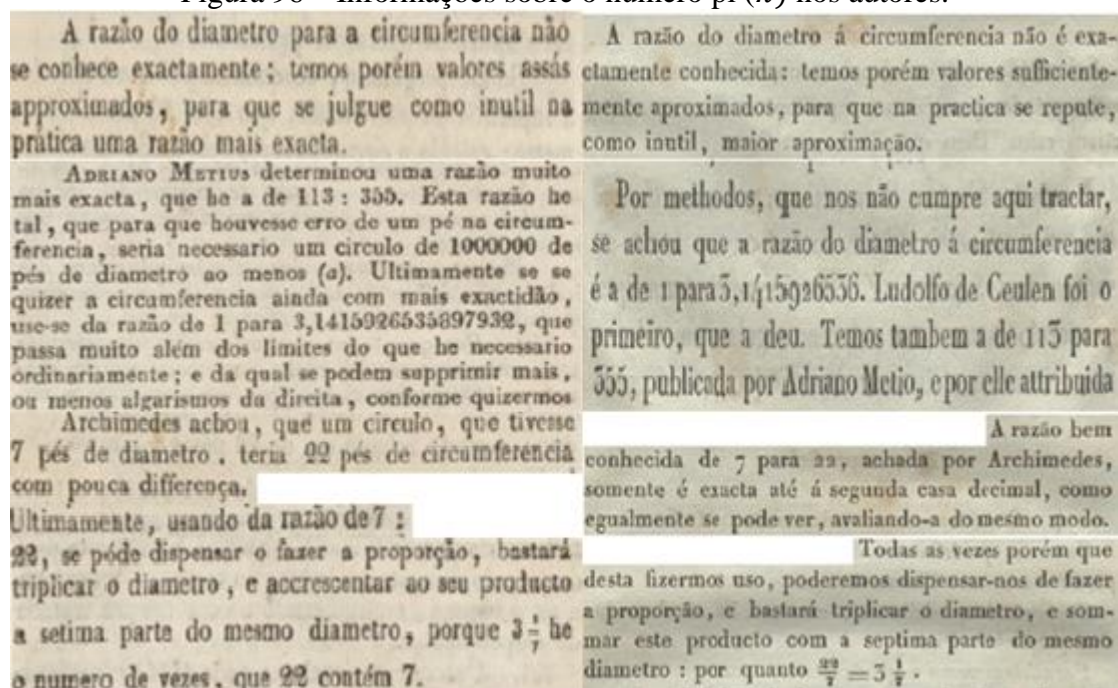 Figura 96 – Informações sobre o número pi (π) nos autores.
A razão do diametro para a circumferencia não
se conhece exactamente; temos porém valores assás
approximados, para que se julgue como inutil na
prática uma razão mais exacta.
ADRIANO METIUS determinou uma razão muito
mais exacta, que he a de 113 : 355. Esta razão he
tal, que para que houvesse erro de um pé na circum-
ferencia, seria necessario um circulo de 1000000 de
pés de diametro ao menos (a). Ultimamente se se
quizer a circumferencia ainda com mais exactidão,
use-se da razão de 1 para 3,1415926535897932, que
passa muito além dos limites do que he necessario
ordinariamente; e da qual se podem supprimir mais,
ou menos algarismos da direita, conforme quizermos
Archimedes achou, que um circulo, que tivesse
7 pés de diametro, teria 22 pés de circumferencia
com pouca differença.
Ultimamente, usando da razão de 7 :
22, se póde dispensar o fazer a proporção, bastará
triplicar o diametro, e accrescentar ao seu producto
a setima parte do mesmo diametro, porque 3 1/7 he
o numero de vezes, que 22 contém 7.
A razão do diametro á circumferencia não é exa-
ctamente conhecida: temos porém valores sufficiente-
mente aproximados, para que na practica se repute,
como inutil, maior aproximação.
Por methodos, que nos não cumpre aqui tractar,
se achou que a razão do diametro á circumferencia
é a de 1 para 3,1415926536. Ludolfo de Ceulen foi o
primeiro, que a deu. Temos tambem a de 113 para
355, publicada por Adriano Metio, e por elle attribuida
A razão bem
conhecida de 7 para 22, achada por Archimedes,
somente é exacta até á segunda casa decimal, como
egualmente se pode ver, avaliando-a do mesmo modo.
Todas as vezes porém que
desta fizermos uso, poderemos dispensar-nos de fazer
a proporção, e bastará triplicar o diametro, e som-
mar este producto com a septima parte do mesmo
diametro : por quanto 22/7 = 3 1/7.